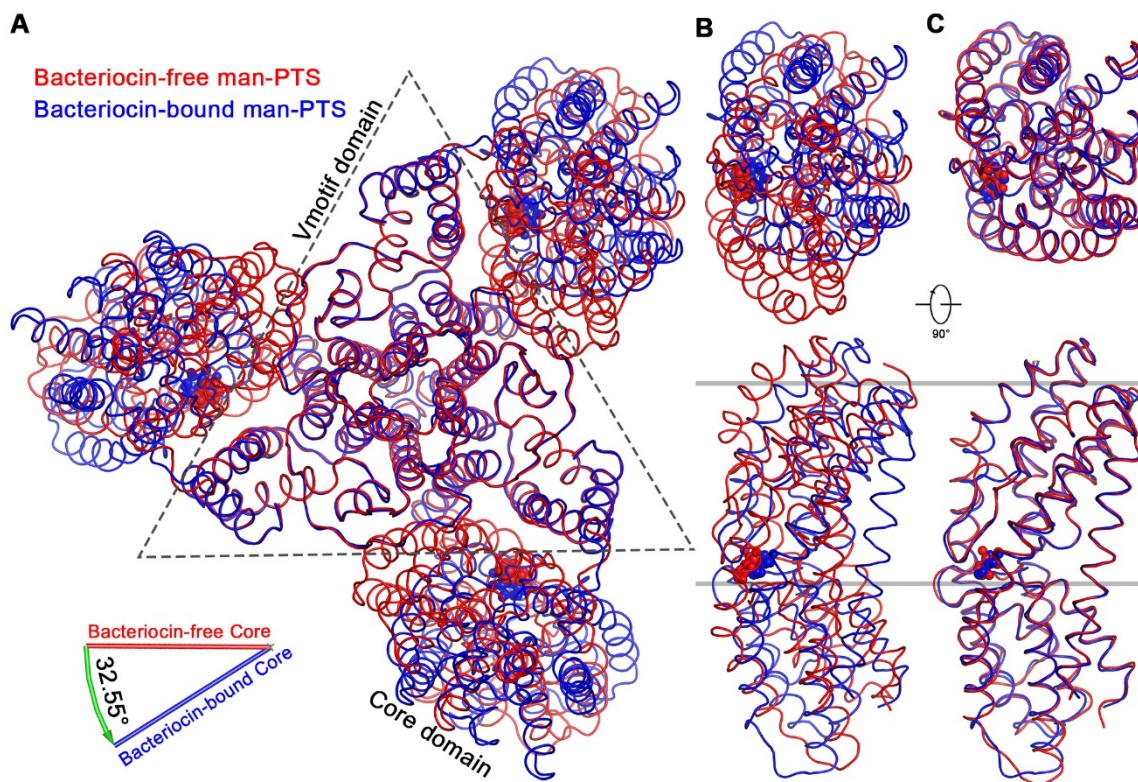 A
B
C
Bacteriocin-free man-PTS
Bacteriocin-bound man-PTS
Vmotif domain
90°
Bacteriocin-free Core
32.55°
Bacteriocin-bound Core
Core domain